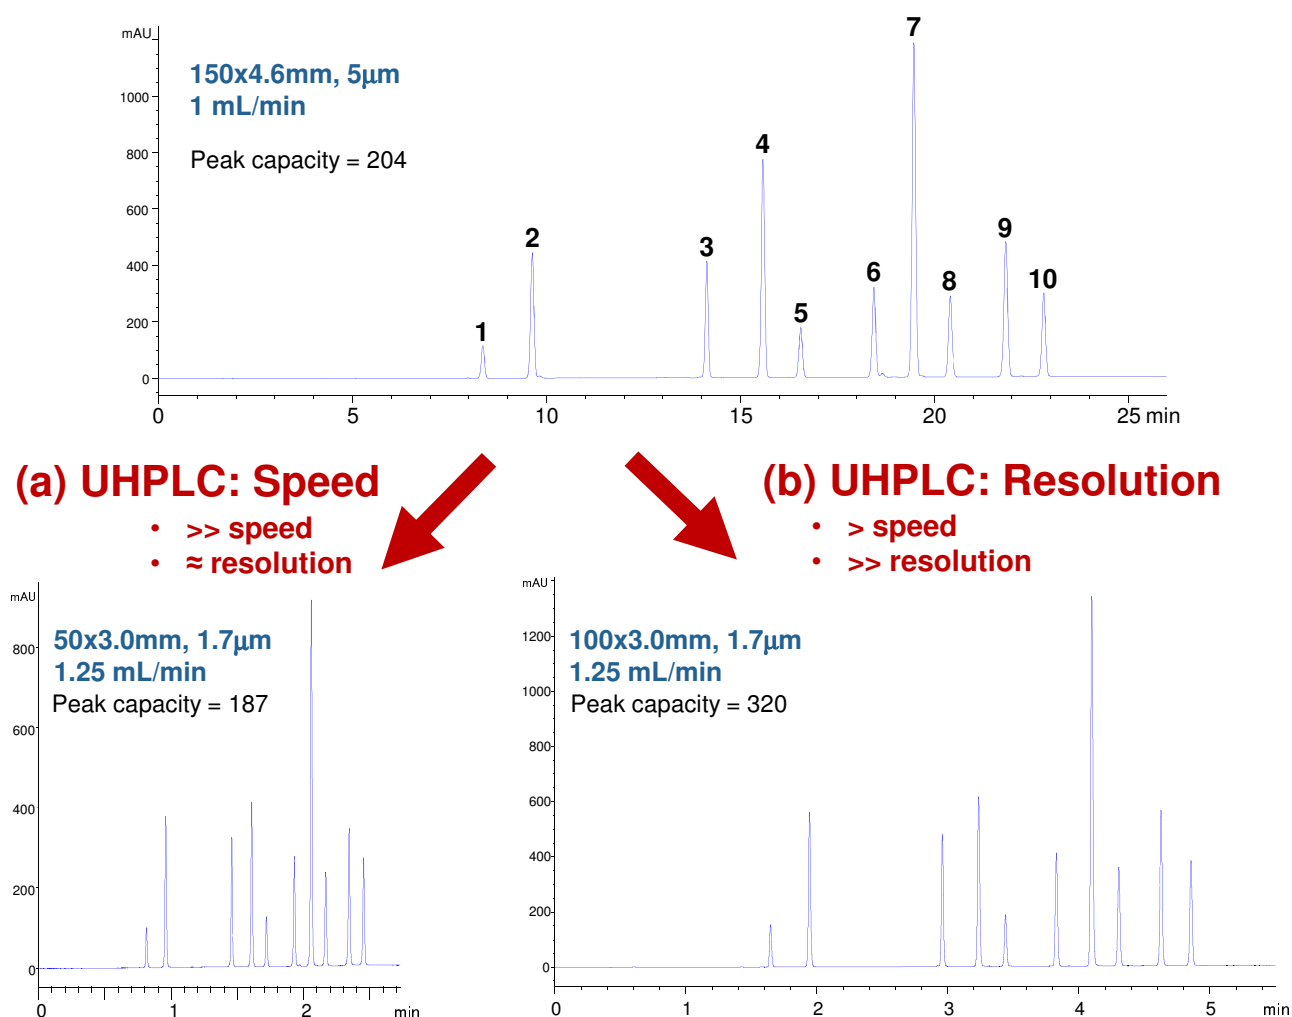 7
mAU
150x4.6mm, 5µm
1 mL/min
1000
4
Peak capacity = 204
800
600
2
9
3
400
6
8
10
5
1
200
0
0 5 10 15 20 25 min
(a) UHPLC: Speed
• >> speed
• ≈ resolution
(b) UHPLC: Resolution
• > speed
• >> resolution
mAU
50x3.0mm, 1.7µm
1.25 mL/min
Peak capacity = 187
800
600
400
200
0
0 1 2 min
mAU
100x3.0mm, 1.7µm
1.25 mL/min
Peak capacity = 320
1200
1000
800
600
400
200
0
0 1 2 3 4 5 min